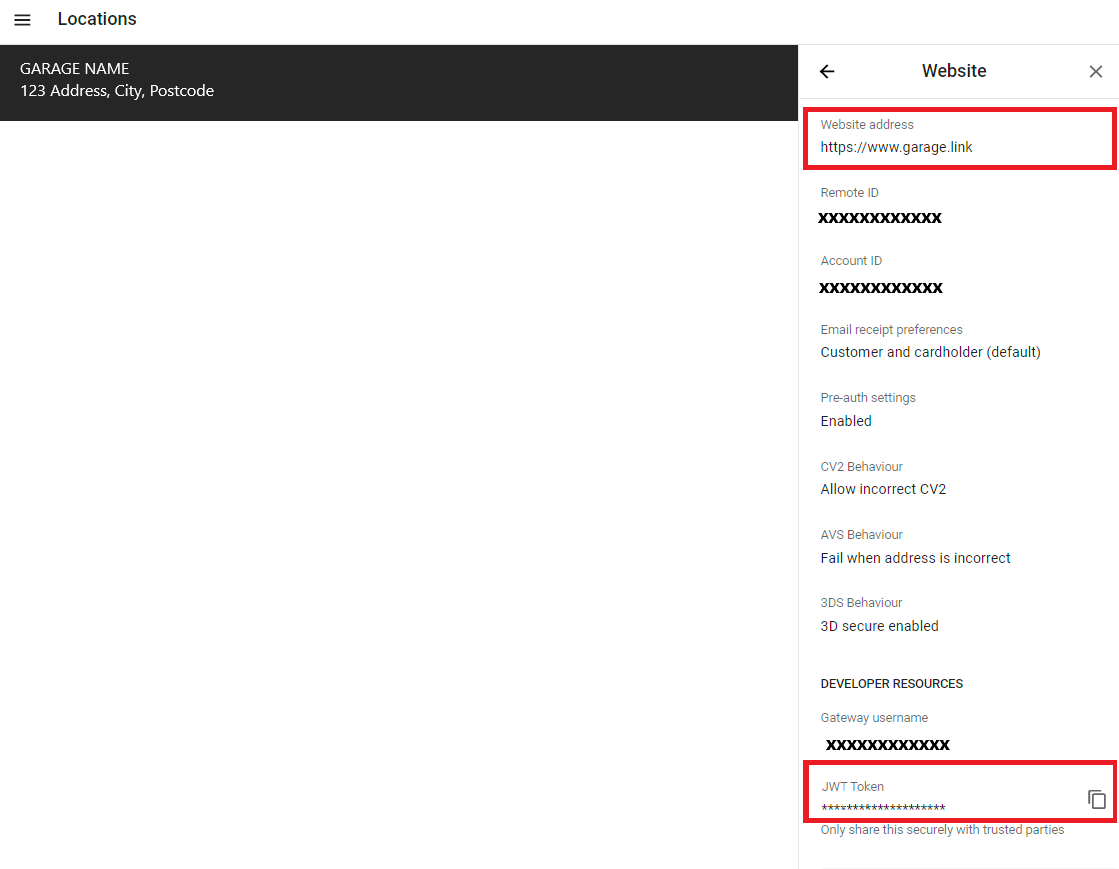 Locations
GARAGE NAME
123 Address, City, Postcode
Website
Website address
https://www.garage.link
Remote ID
XXXXXXXXXXXX
Account ID
XXXXXXXXXXXX
Email receipt preferences
Customer and cardholder (default)
Pre-auth settings
Enabled
CV2 Behaviour
Allow incorrect CV2
AVS Behaviour
Fail when address is incorrect
3DS Behaviour
3D secure enabled
DEVELOPER RESOURCES
Gateway username
XXXXXXXXXXXX
JWT Token
********************
Only share this securely with trusted parties